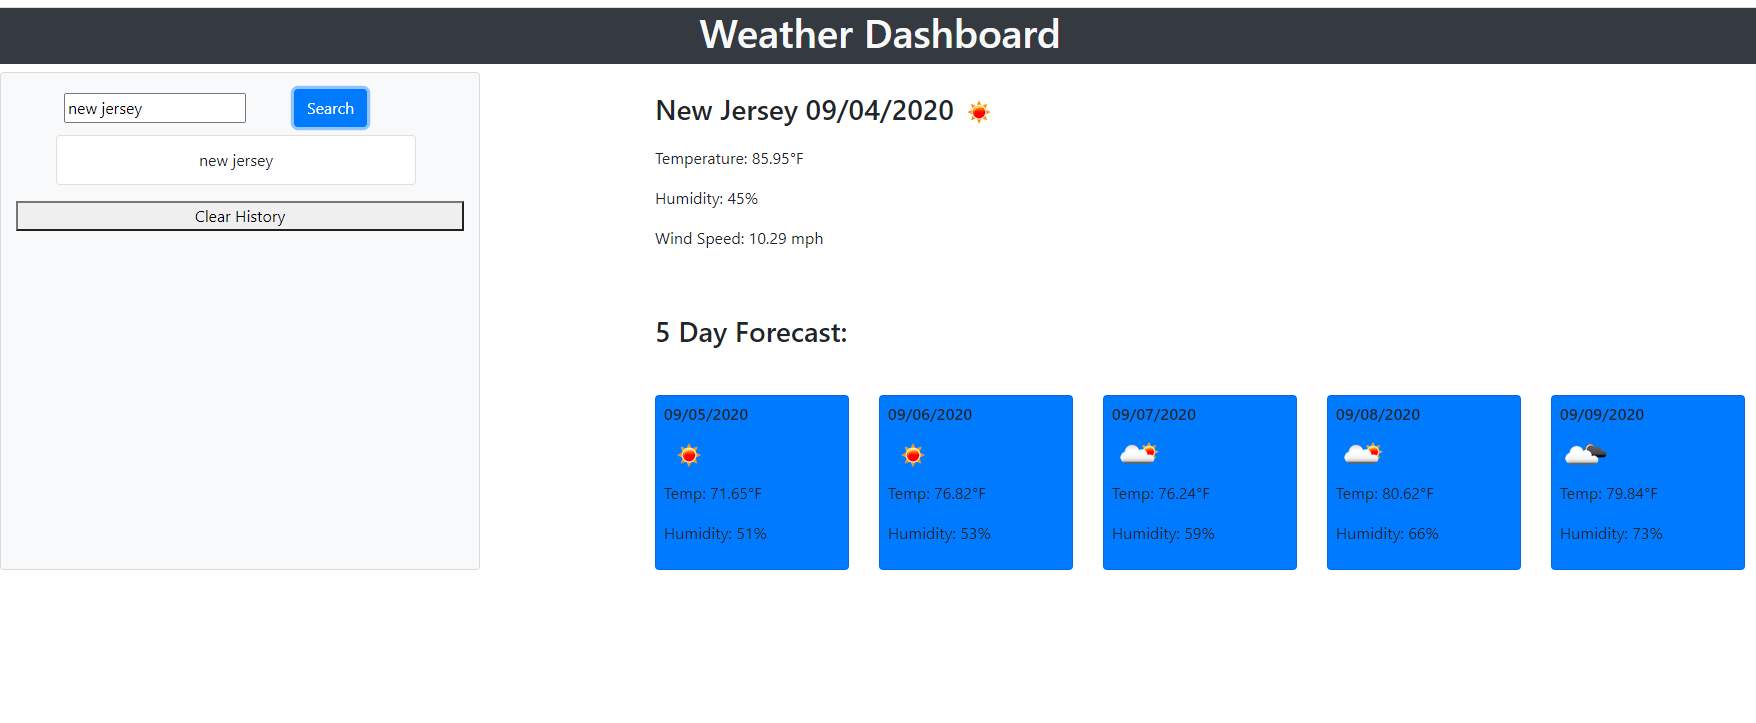 Weather Dashboard
new jersey
Search
new jersey
Clear History
New Jersey 09/04/2020
Temperature: 85.95°F
Humidity: 45%
Wind Speed: 10.29 mph
5 Day Forecast:
09/05/2020
Temp: 71.65°F
Humidity: 51%
09/06/2020
Temp: 76.82°F
Humidity: 53%
09/07/2020
Temp: 76.24°F
Humidity: 59%
09/08/2020
Temp: 80.62°F
Humidity: 66%
09/09/2020
Temp: 79.84°F
Humidity: 73%